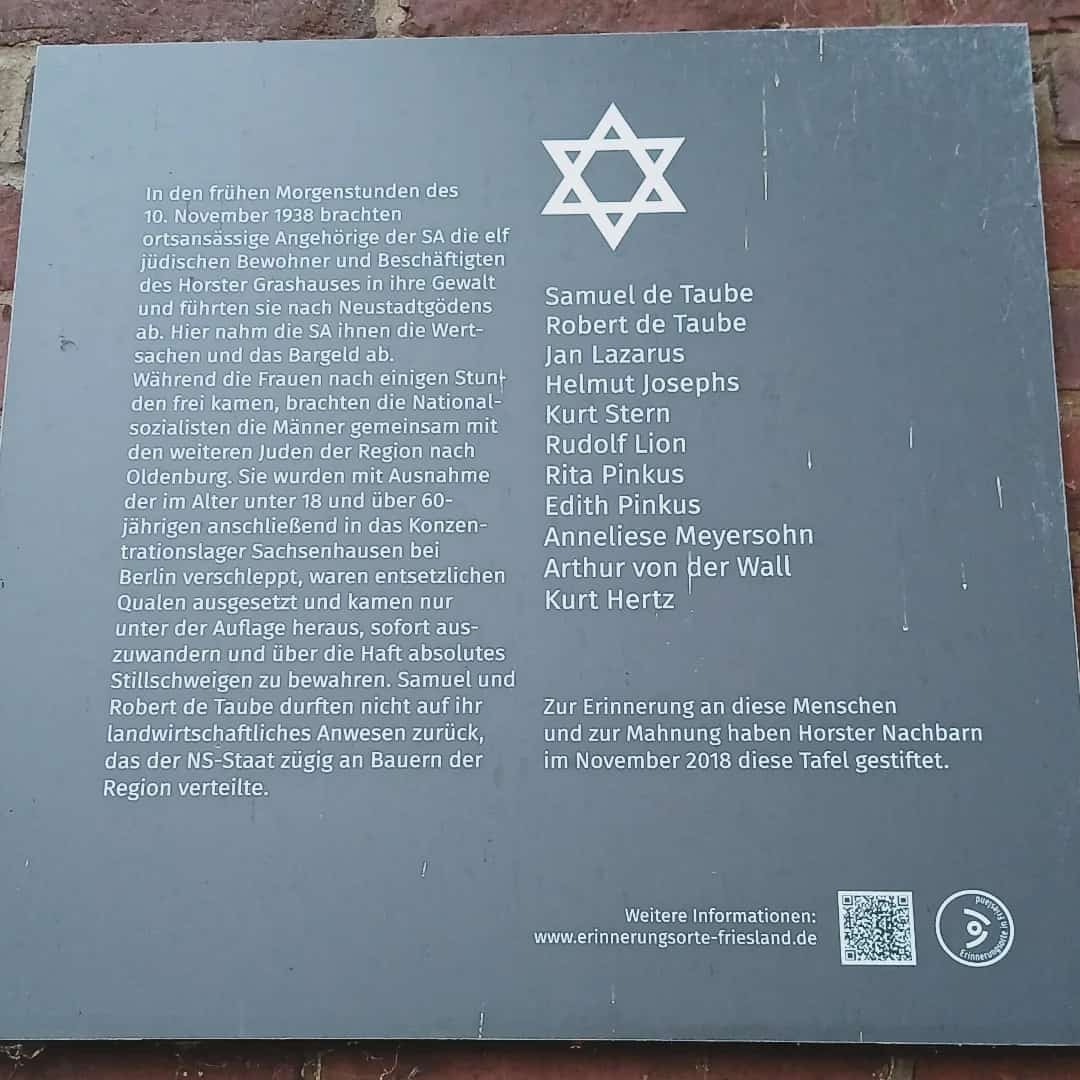 In den frühen Morgenstunden des
10. November 1938 brachten
ortsansässige Angehörige der SA die elf
jüdischen Bewohner und Beschäftigten
des Horster Grashauses in ihre Gewalt
und führten sie nach Neustadtgödens
ab. Hier nahm die SA ihnen die Wert-
sachen und das Bargeld ab.
Während die Frauen nach einigen Stun-
den frei kamen, brachten die National-
sozialisten die Männer gemeinsam mit
den weiteren Juden der Region nach
Oldenburg. Sie wurden mit Ausnahme
der im Alter unter 18 und über 60-
jährigen anschließend in das Konzen-
trationslager Sachsenhausen bei
Berlin verschleppt, waren entsetzlichen
Qualen ausgesetzt und kamen nur
unter der Auflage heraus, sofort aus-
zuwandern und über die Haft absolutes
Stillschweigen zu bewahren. Samuel und
Robert de Taube durften nicht auf ihr
landwirtschaftliches Anwesen zurück,
das der NS-Staat zügig an Bauern der
Region verteilte.
Samuel de Taube
Robert de Taube
Jan Lazarus
Helmut Josephs
Kurt Stern
Rudolf Lion
Rita Pinkus
Edith Pinkus
Anneliese Meyersohn
Arthur von der Wall
Kurt Hertz
Zur Erinnerung an diese Menschen
und zur Mahnung haben Horster Nachbarn
im November 2018 diese Tafel gestiftet.
Weitere Informationen:
www.erinnerungsorte-friesland.de
Erinnerungsorte in Friesland